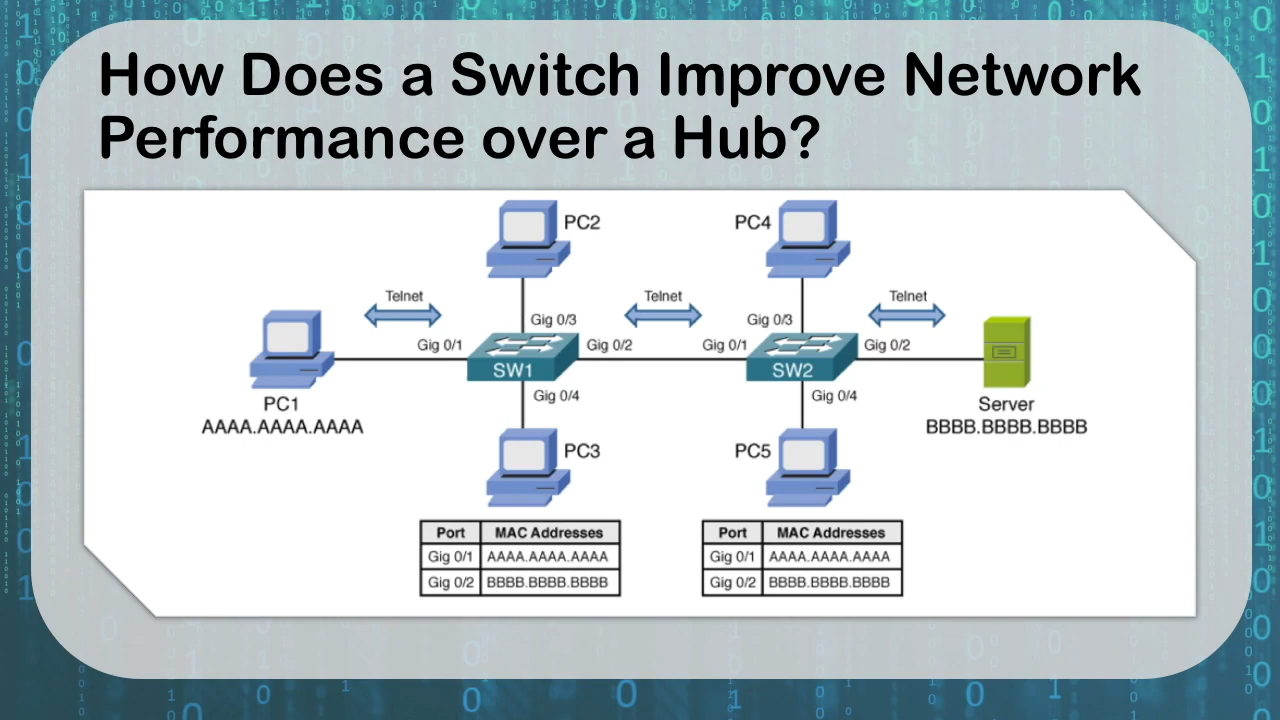 How Does a Switch Improve Network
Performance over a Hub?
PC2
PC4
Telnet
Telnet
Telnet
Gig 0/3
Gig 0/3
Gig 0/1
Gig 0/2
Gig 0/1
Gig 0/2
SW1
SW2
Gig 0/4
Gig 0/4
PC1
AAAA.AAAA.AAAA
Server
BBBB.BBBB.BBBB
PC3
PC5
Port MAC Addresses
Gig 0/1 AAAA.AAAA.AAAA
Gig 0/2 BBBB.BBBB.BBBB
Port MAC Addresses
Gig 0/1 AAAA.AAAA.AAAA
Gig 0/2 BBBB.BBBB.BBBB